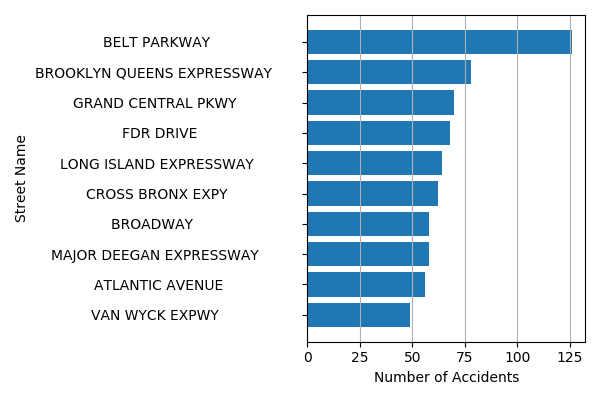 BELT PARKWAY
BROOKLYN QUEENS EXPRESSWAY
GRAND CENTRAL PKWY
FDR DRIVE
LONG ISLAND EXPRESSWAY
CROSS BRONX EXPY
BROADWAY
MAJOR DEEGAN EXPRESSWAY
ATLANTIC AVENUE
VAN WYCK EXPWY
Street Name
0 25 50 75 100 125
Number of Accidents